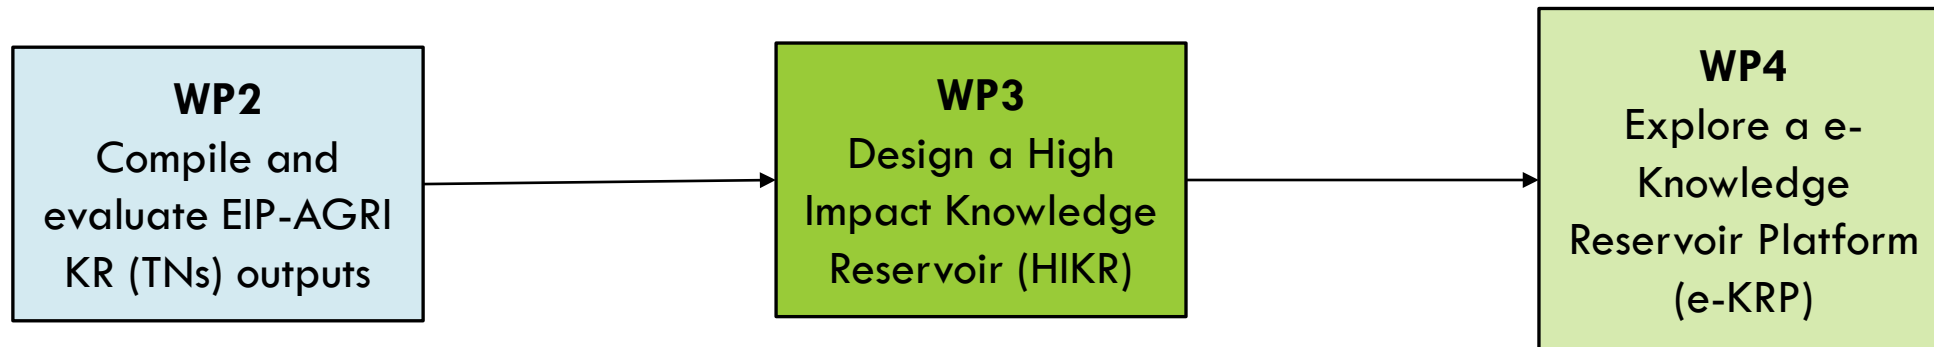 WP2
Compile and
evaluate EIP-AGRI
KR (TNs) outputs
WP3
Design a High
Impact Knowledge
Reservoir (HIKR)
WP4
Explore a e-
Knowledge
Reservoir Platform
(e-KRP)